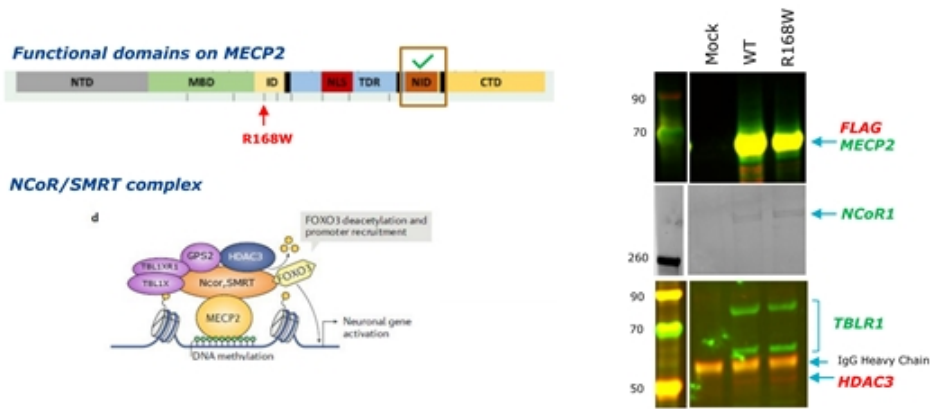 Functional domains on MECP2
NTD
MBD
ID
NLS
TDR
NID
CTD
R168W
NCoR/SMRT complex
d
FOXO3 deacetylation and
promoter recruitment
GPS2
HDAC3
TBL1XR1
TBL1X
Ncor,SMRT
FOXO3
MECP2
Neuronal gene
activation
DNA methylation
Mock
WT
R168W
90
70
FLAG
MECP2
NCoR1
260
90
70
50
TBLR1
IgG Heavy Chain
HDAC3